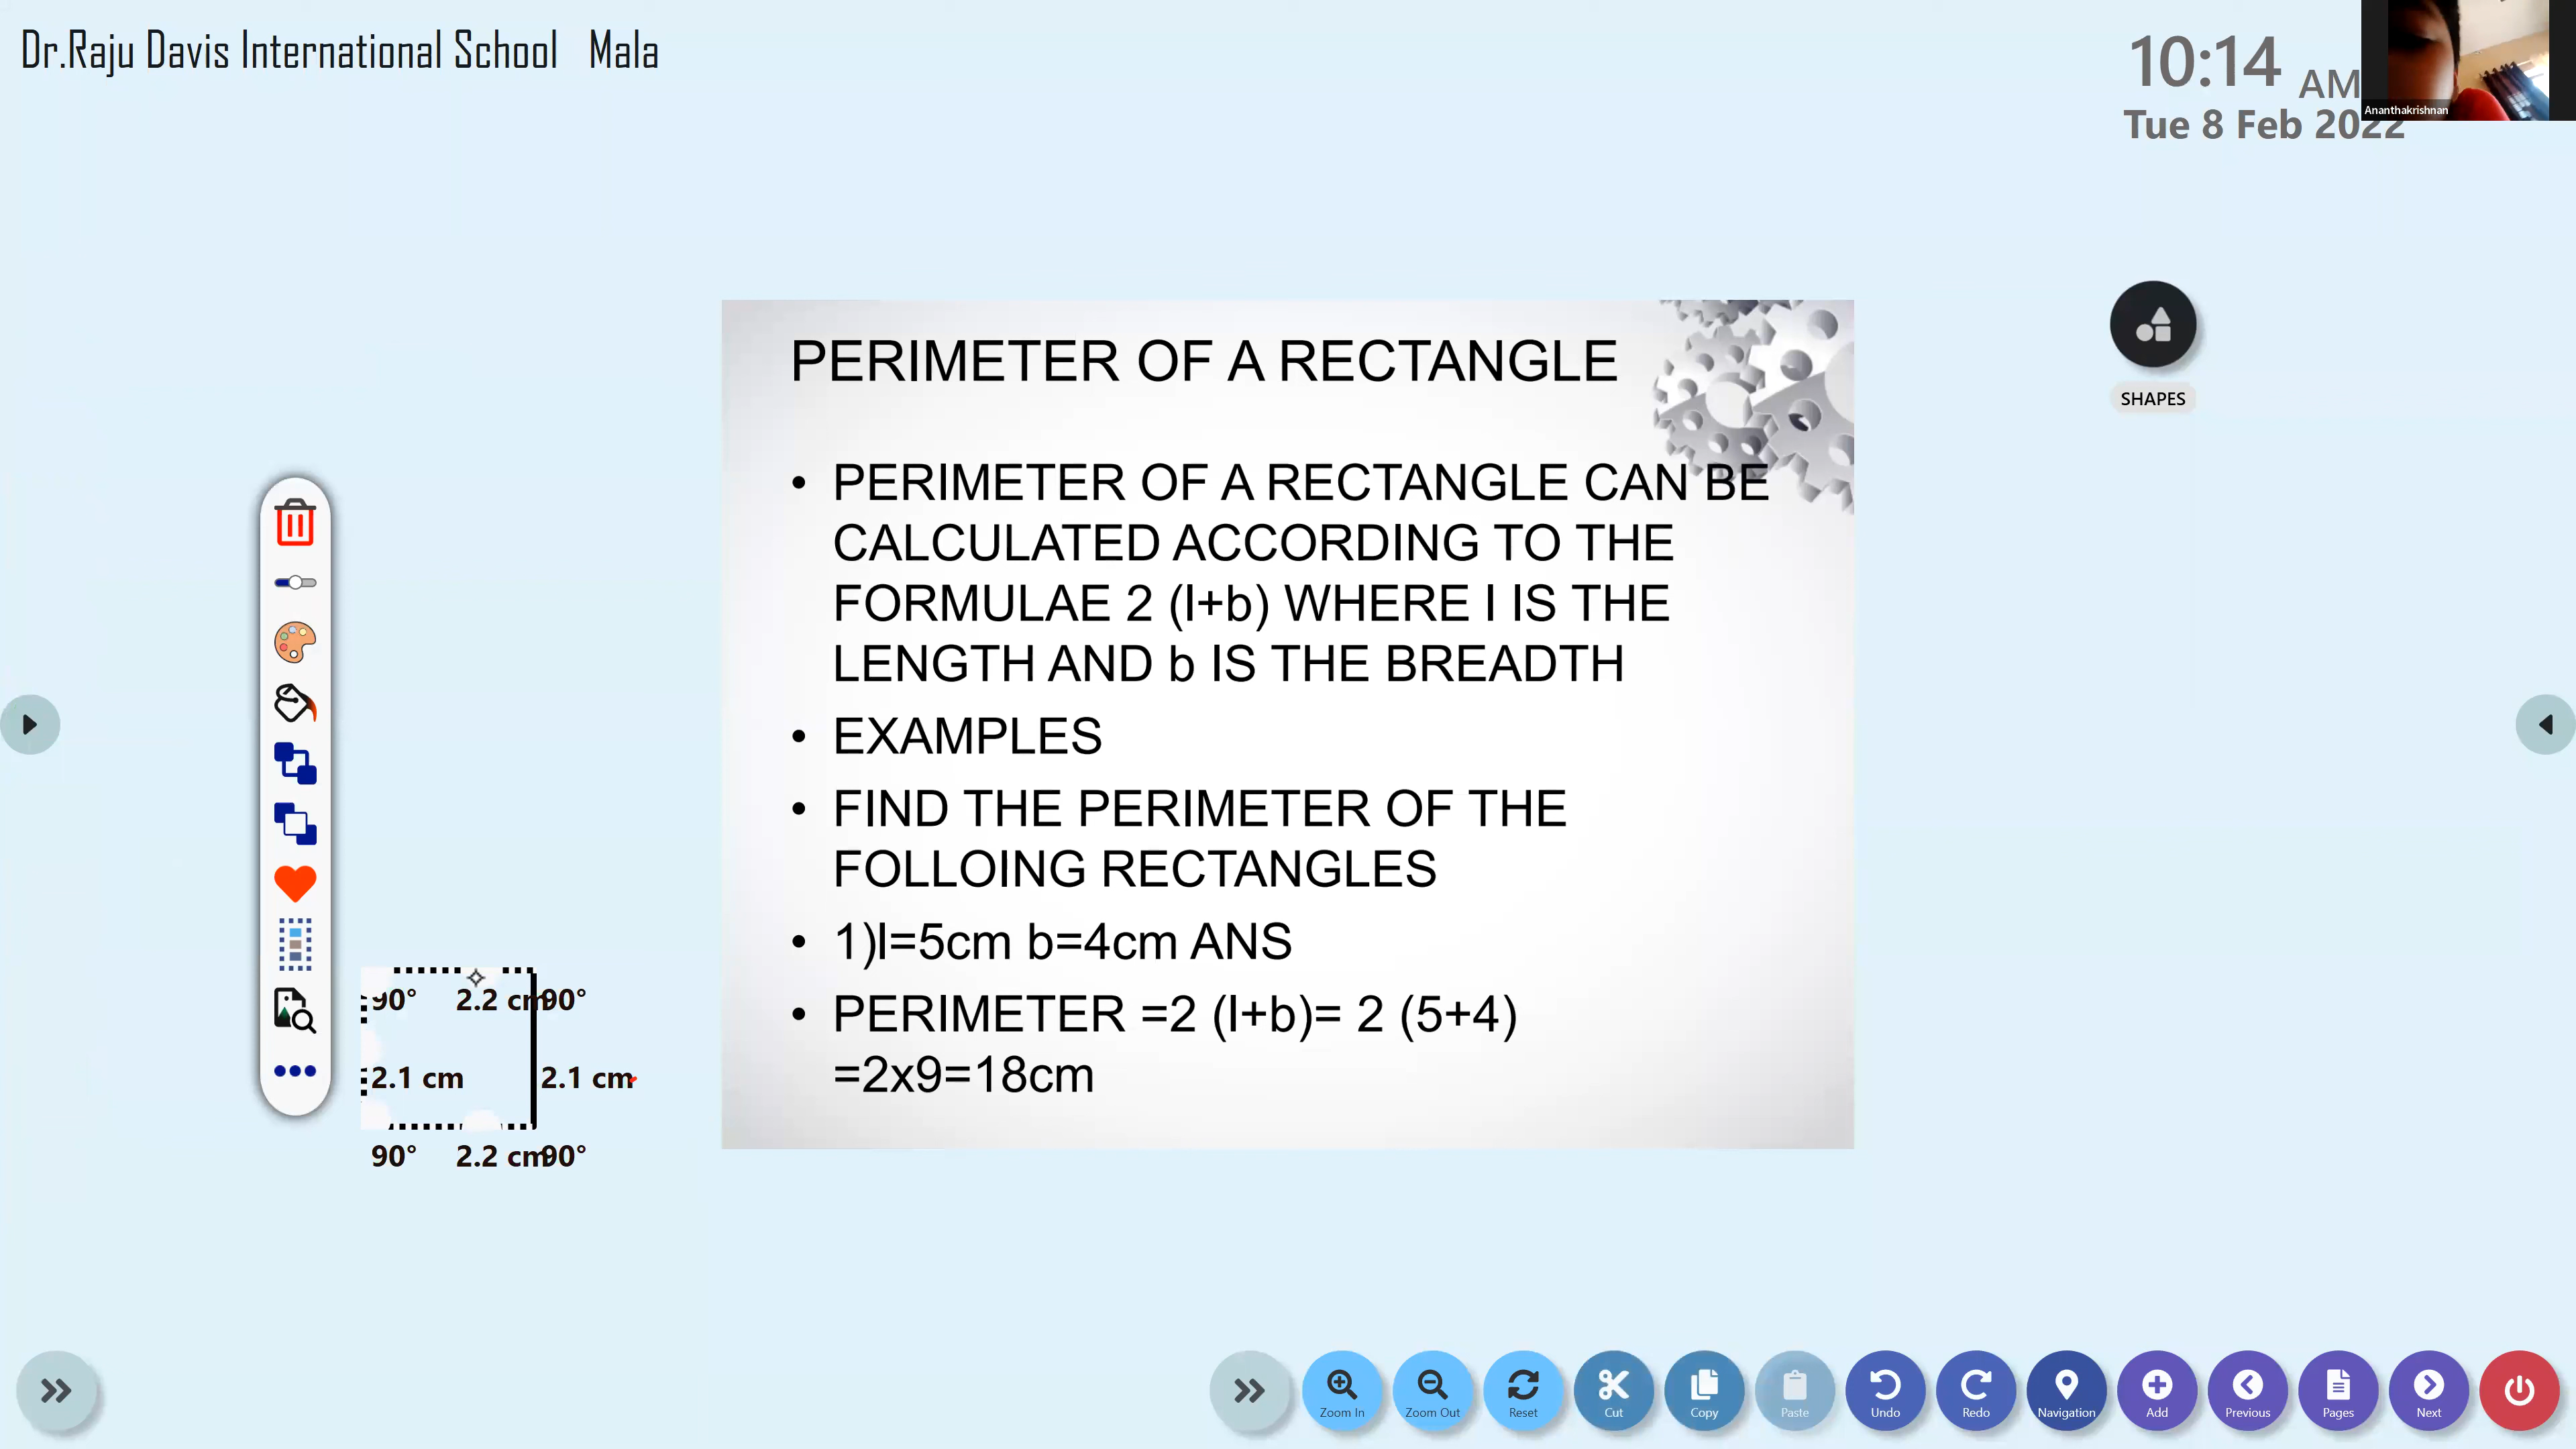 Dr.Raju Davis International School Mala
10:14 AM
Tue 8 Feb 2022
Ananthakrishnan
SHAPES
PERIMETER OF A RECTANGLE
• PERIMETER OF A RECTANGLE CAN BE
CALCULATED ACCORDING TO THE
FORMULAE 2 (l+b) WHERE l IS THE
LENGTH AND b IS THE BREADTH
• EXAMPLES
• FIND THE PERIMETER OF THE
FOLLOING RECTANGLES
• 1)l=5cm b=4cm ANS
• PERIMETER =2 (l+b)= 2 (5+4)
=2x9=18cm
90° 2.2 cm 90°
2.1 cm 2.1 cm
90° 2.2 cm 90°
Zoom In Zoom Out Reset Cut Copy Paste Undo Redo Navigation Add Previous Pages Next